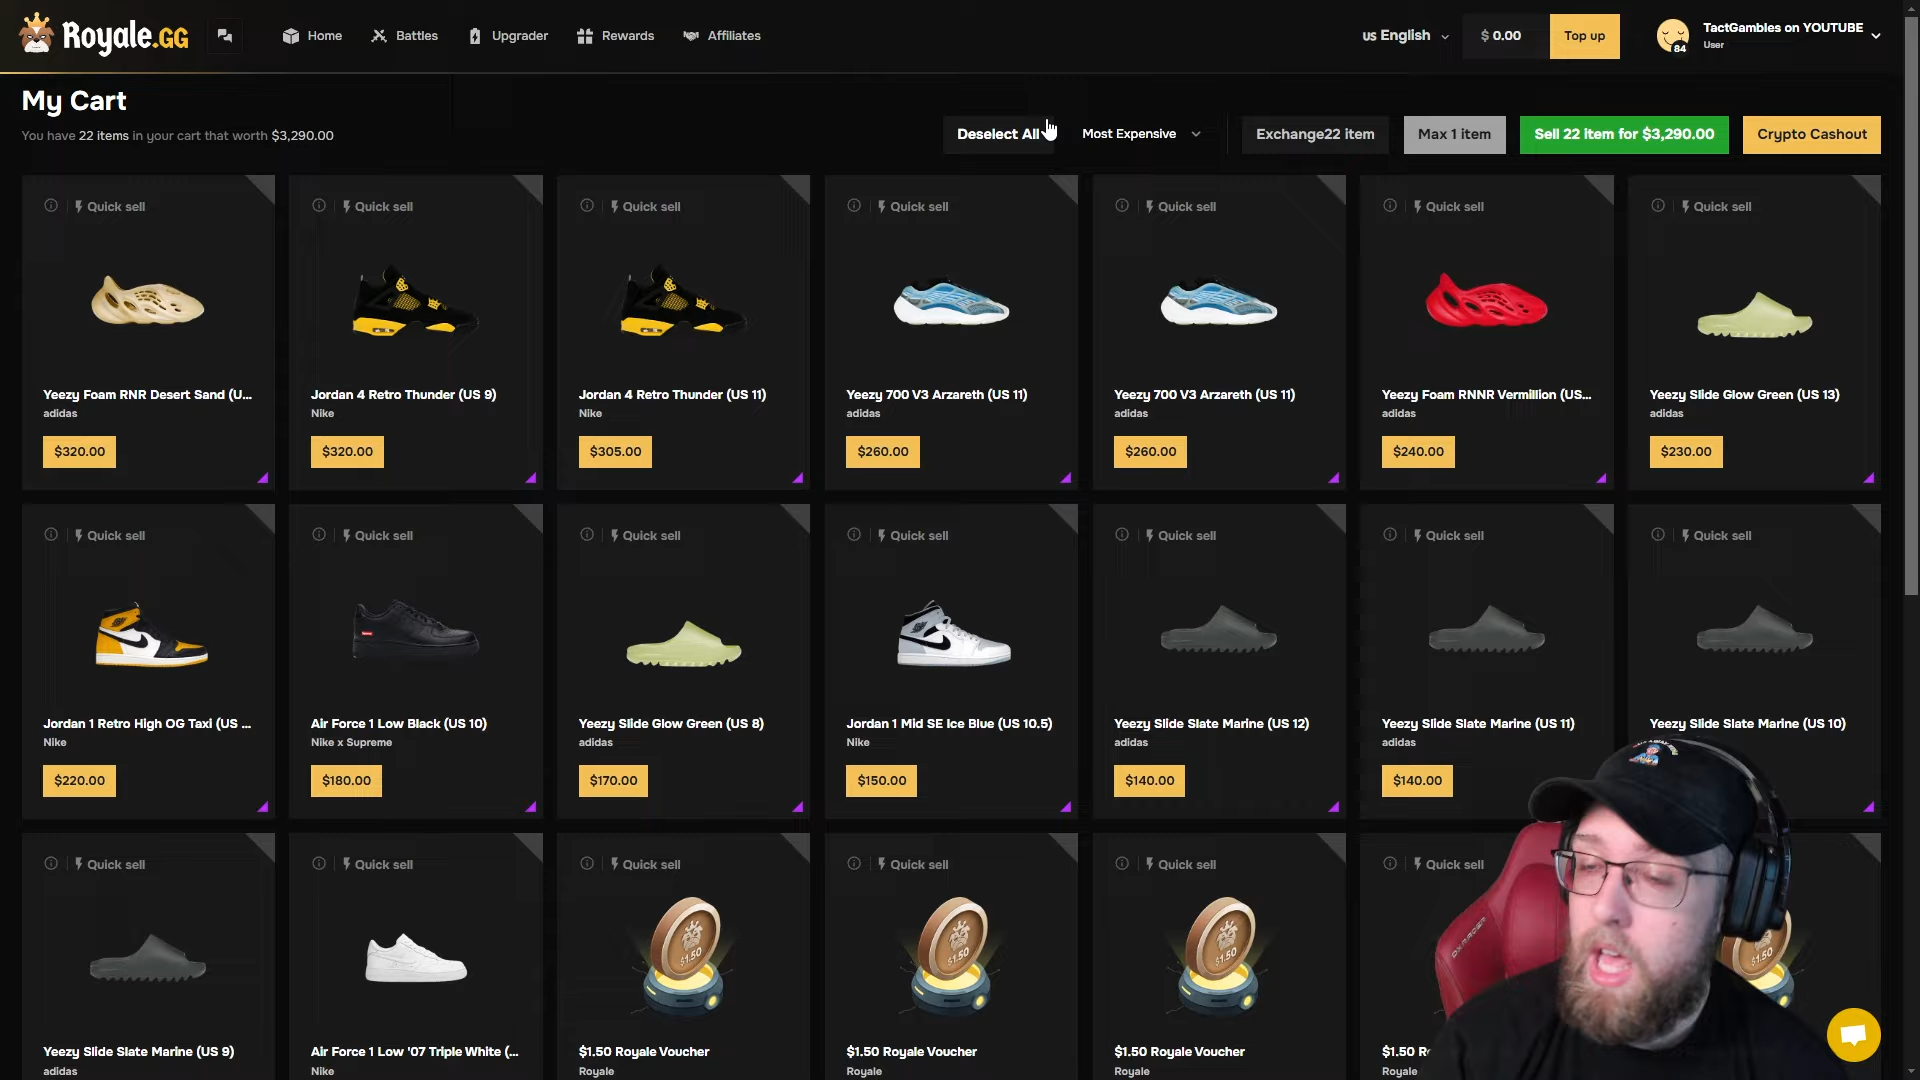 Royale.GG
Home
Battles
Upgrader
Rewards
Affiliates
us English
$ 0.00
Top up
84
TactGambles on YOUTUBE
User
My Cart
You have 22 items in your cart that worth $3,290.00
Deselect All
Most Expensive
Exchange22 item
Max 1 item
Sell 22 item for $3,290.00
Crypto Cashout
Quick sell
Quick sell
Quick sell
Quick sell
Quick sell
Quick sell
Quick sell
Yeezy Foam RNR Desert Sand (U...
adidas
$320.00
Jordan 4 Retro Thunder (US 9)
Nike
$320.00
Jordan 4 Retro Thunder (US 11)
Nike
$305.00
Yeezy 700 V3 Arzareth (US 11)
adidas
$260.00
Yeezy 700 V3 Arzareth (US 11)
adidas
$260.00
Yeezy Foam RNNR Vermillion (US...
adidas
$240.00
Yeezy Slide Glow Green (US 13)
adidas
$230.00
Quick sell
Quick sell
Quick sell
Quick sell
Quick sell
Quick sell
Quick sell
Jordan 1 Retro High OG Taxi (US ...
Nike
$220.00
Air Force 1 Low Black (US 10)
Nike x Supreme
$180.00
Yeezy Slide Glow Green (US 8)
adidas
$170.00
Jordan 1 Mid SE Ice Blue (US 10.5)
Nike
$150.00
Yeezy Slide Slate Marine (US 12)
adidas
$140.00
Yeezy Slide Slate Marine (US 11)
adidas
$140.00
Yeezy Slide Slate Marine (US 10)
Quick sell
Quick sell
Quick sell
Quick sell
Quick sell
Quick sell
$1.50
$1.50
$1.50
$1.50
DXRACER
Yeezy Slide Slate Marine (US 9)
adidas
Air Force 1 Low '07 Triple White (...
Nike
$1.50 Royale Voucher
Royale
$1.50 Royale Voucher
Royale
$1.50 Royale Voucher
Royale
$1.50 R
Royale